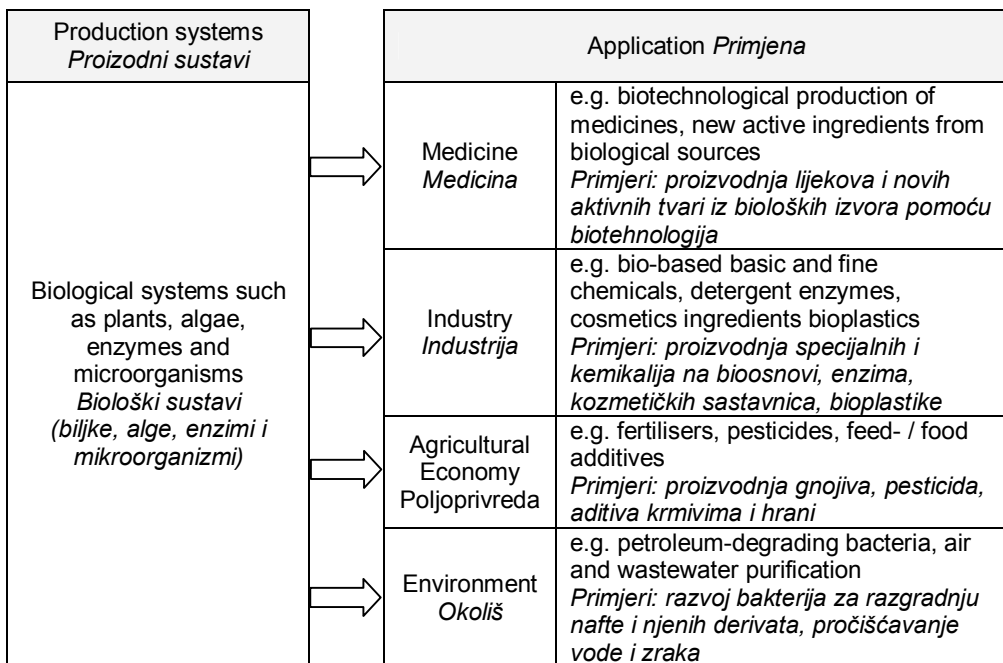 Production systems
Proizodni sustavi
Application Primjena
Biological systems such
as plants, algae,
enzymes and
microorganisms
Biološki sustavi
(biljke, alge, enzimi i
mikroorganizmi)
Medicine
Medicina
e.g. biotechnological production of
medicines, new active ingredients from
biological sources
Primjeri: proizvodnja lijekova i novih
aktivnih tvari iz bioloških izvora pomoću
biotehnologija
Industry
Industrija
e.g. bio-based basic and fine
chemicals, detergent enzymes,
cosmetics ingredients bioplastics
Primjeri: proizvodnja specijalnih i
kemikalija na bioosnovi, enzima,
kozmetičkih sastavnica, bioplastike
Agricultural
Economy
Poljoprivreda
e.g. fertilisers, pesticides, feed- / food
additives
Primjeri: proizvodnja gnojiva, pesticida,
aditiva krmivima i hrani
Environment
Okoliš
e.g. petroleum-degrading bacteria, air
and wastewater purification
Primjeri: razvoj bakterija za razgradnju
nafte i njenih derivata, pročišćavanje
vode i zraka